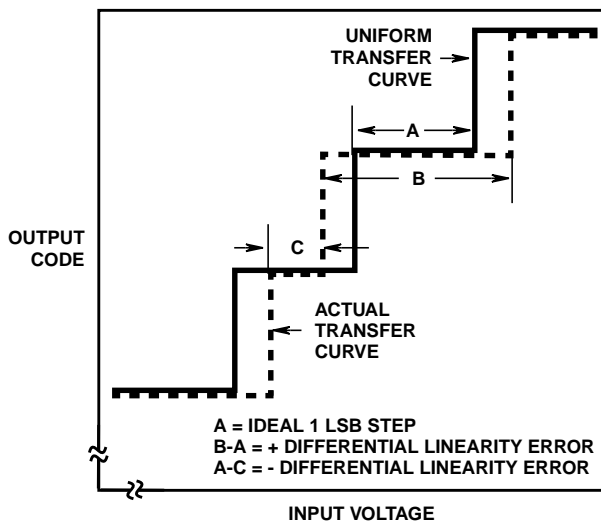 UNIFORM
TRANSFER
CURVE
A
B
OUTPUT
CODE
C
ACTUAL
TRANSFER
CURVE
A = IDEAL 1 LSB STEP
B-A = + DIFFERENTIAL LINEARITY ERROR
A-C = - DIFFERENTIAL LINEARITY ERROR
INPUT VOLTAGE